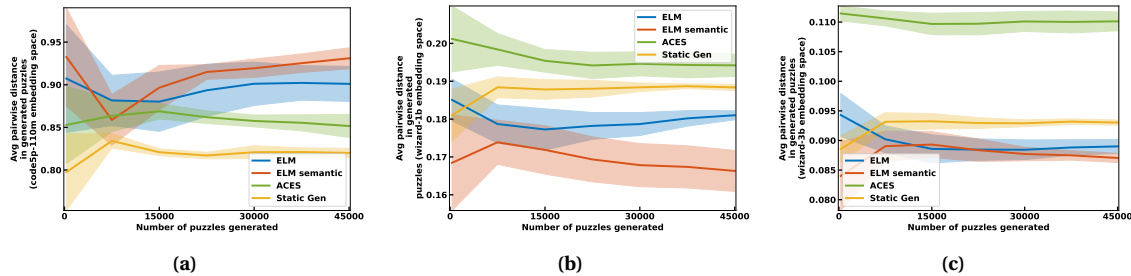 Avg pairwise distance
in generated puzzles
(code5p-110m embedding space)
0.95
0.90
0.85
0.80
ELM
ELM semantic
ACES
Static Gen
0
15000
30000
45000
Number of puzzles generated
(a)
Avg pairwise distance
in generated
puzzles (wizard-1b embedding space)
0.20
0.19
0.18
0.17
0.16
ELM
ELM semantic
ACES
Static Gen
0
15000
30000
45000
Number of puzzles generated
(b)
Avg pairwise distance
in generated puzzles
(wizard-3b embedding space)
0.110
0.105
0.100
0.095
0.090
0.085
0.080
ELM
ELM semantic
ACES
Static Gen
0
15000
30000
45000
Number of puzzles generated
(c)